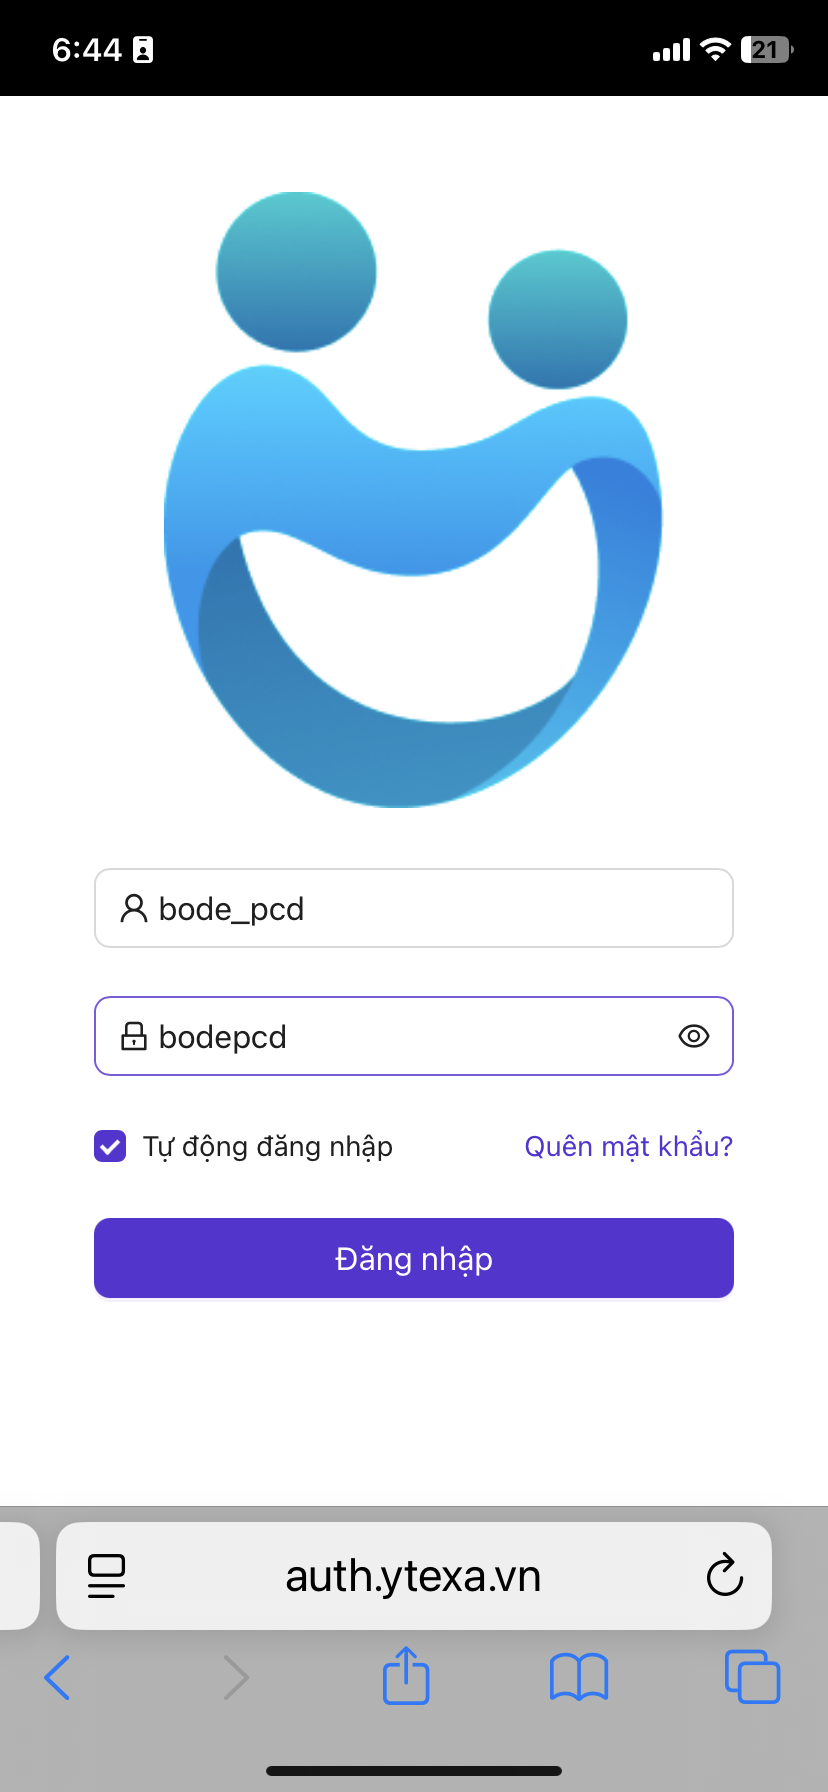 6:44
21
bode_pcd
bodepcd
Tự động đăng nhập
Quên mật khẩu?
Đăng nhập
auth.ytexa.vn